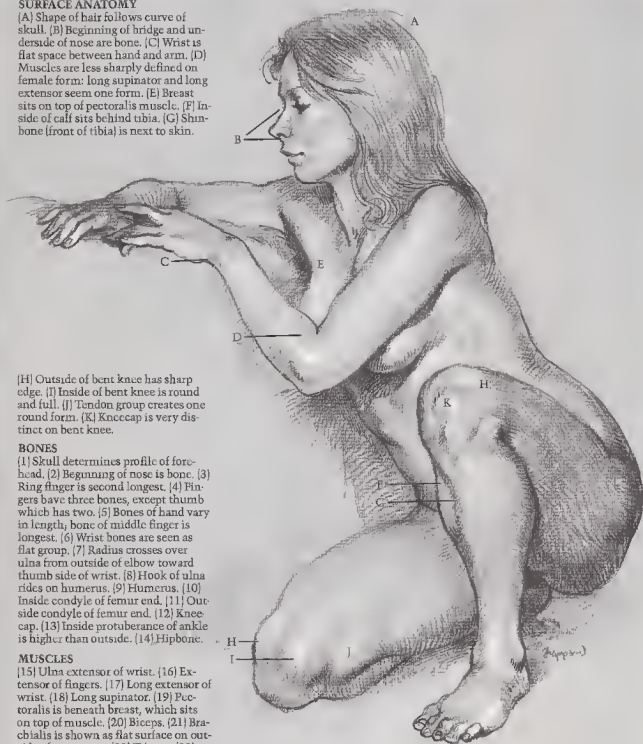 SURFACE ANATOMY
(A) Shape of hair follows curve of
skull. (B) Beginning of bridge and un-
derside of nose are bone. (C) Wrist is
flat space between hand and arm. (D)
Muscles are less sharply defined on
female form: long supinator and long
extensor seem one form. (E) Breast
sits on top of pectoralis muscle. (F) In-
side of calf sits behind tibia. (G) Shin-
bone (front of tibia) is next to skin.
A
B
E
C
D
(H) Outside of bent knee has sharp
edge. (I) Inside of bent knee is round
and full. (J) Tendon group creates one
round form. (K) Kneecap is very dis-
tinct on bent knee.
H
K
BONES
(1) Skull determines profile of fore-
head. (2) Beginning of nose is bone. (3)
Ring finger is second longest. (4) Fin-
gers have three bones, except thumb
which has two. (5) Bones of hand vary
in length; bone of middle finger is
longest. (6) Wrist bones are seen as
flat group. (7) Radius crosses over
ulna from outside of elbow toward
thumb side of wrist. (8) Hook of ulna
rides on humerus. (9) Humerus. (10)
Inside condyle of femur end. (11) Out-
side condyle of femur end. (12) Knee-
cap. (13) Inside protuberance of ankle
is higher than outside. (14) Hipbone.
F
G
H
I
J
MUSCLES
(15) Ulna extensor of wrist. (16) Ex-
tensor of fingers. (17) Long extensor of
wrist. (18) Long supinator. (19) Pec-
toralis is beneath breast, which sits
on top of muscle. (20) Biceps. (21) Bra-
chialis is shown as flat surface on out-